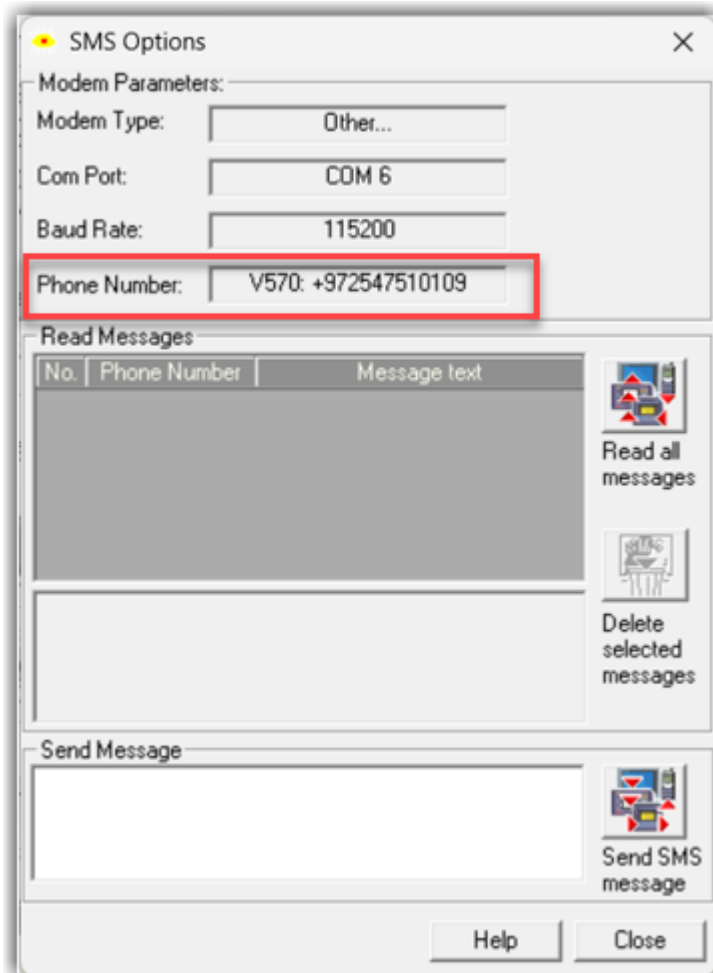 SMS Options
Modem Parameters:
Modem Type: Other...
Com Port: COM 6
Baud Rate: 115200
Phone Number: V570: +972547510109
Read Messages
No. Phone Number Message text
Read all
messages
Delete
selected
messages
Send Message
Send SMS
message
Help Close